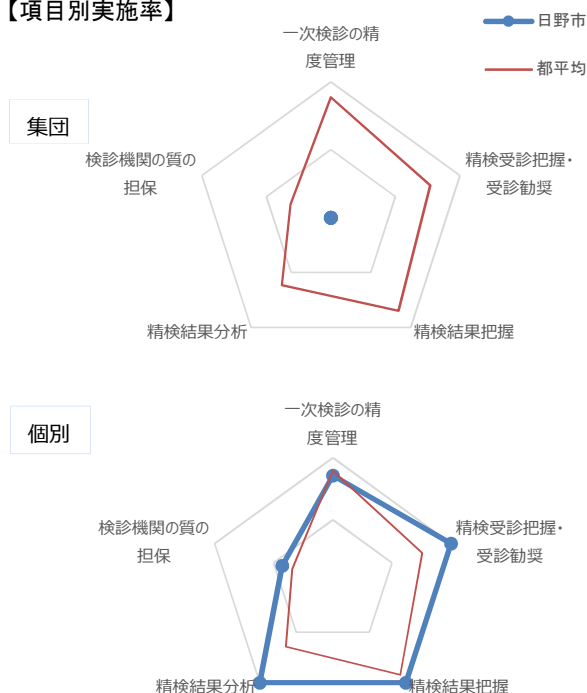 【項目別実施率】
日野市
都平均
集団
一次検診の精
度管理
精検受診把握・
受診勧奨
精検結果把握
精検結果分析
検診機関の質の
担保
個別
一次検診の精
度管理
精検受診把握・
受診勧奨
精検結果把握
精検結果分析
検診機関の質の
担保